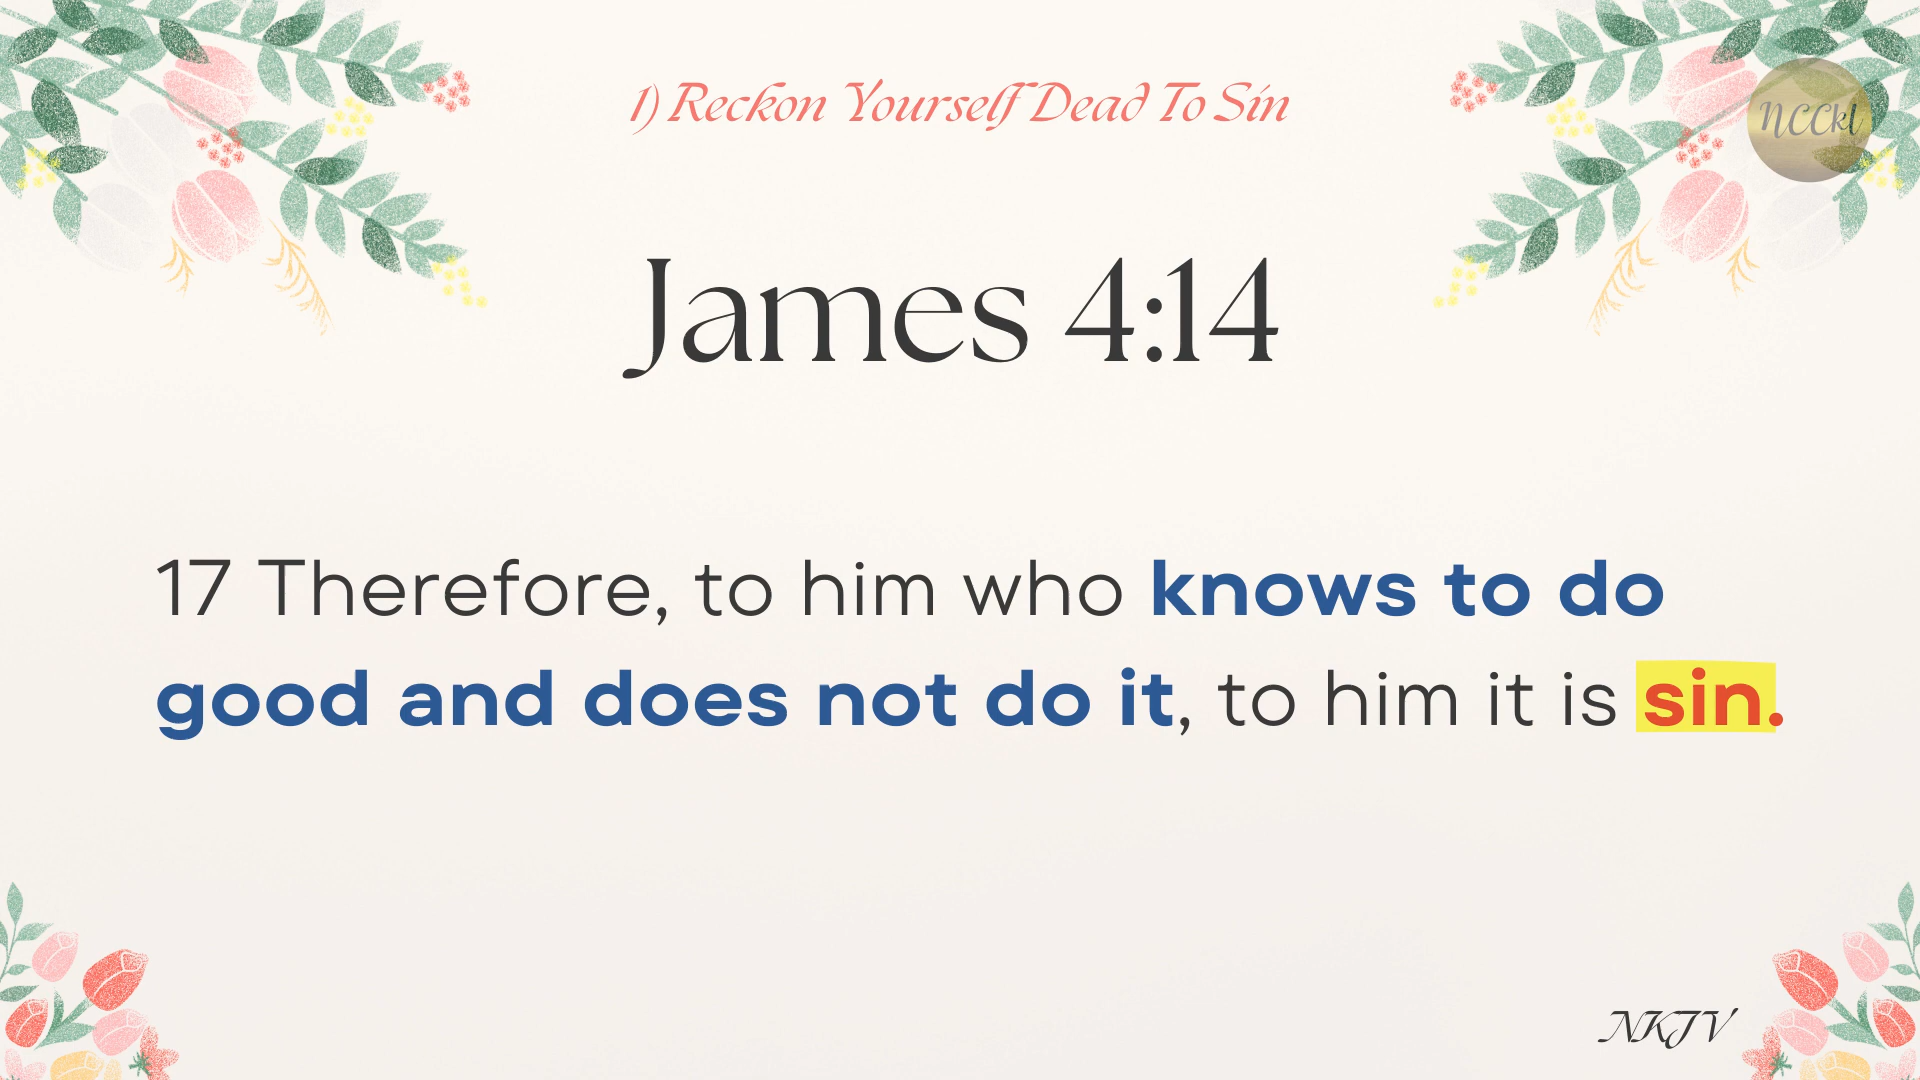 1) Reckon Yourself Dead To Sin
NCCkl
James 4:14
17 Therefore, to him who knows to do
good and does not do it, to him it is sin.
NKJV